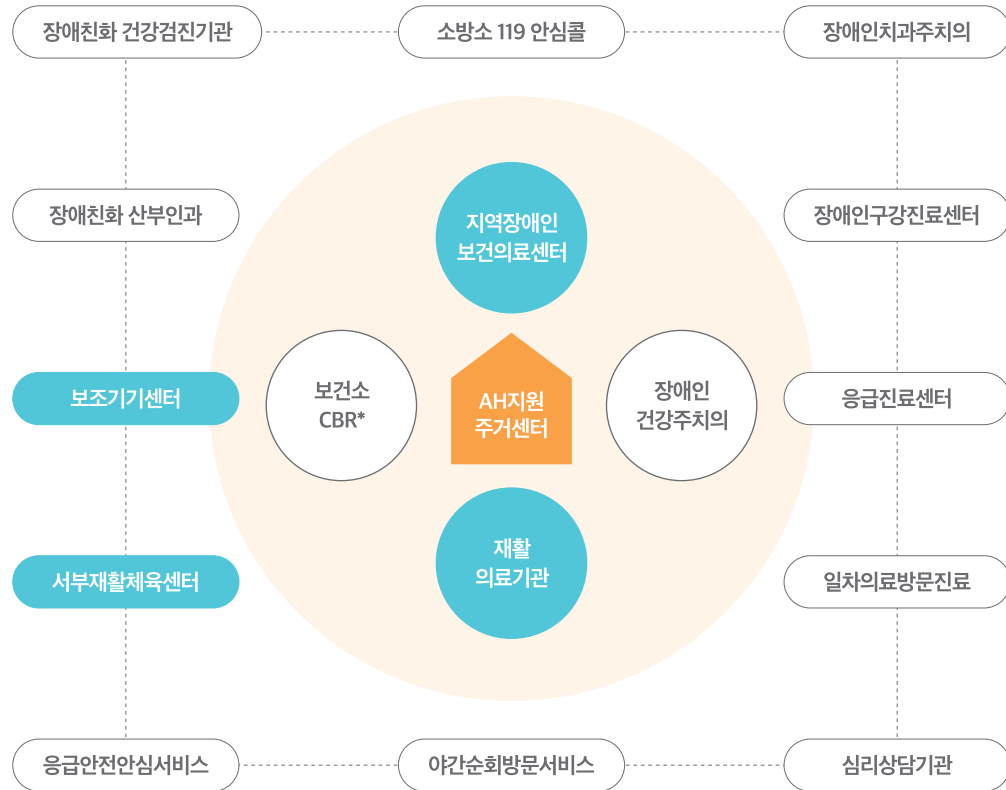 장애친화 건강검진기관
소방소 119 안심콜
장애인치과주치의
장애친화 산부인과
지역장애인
보건의료센터
장애인구강진료센터
보조기기센터
보건소
CBR*
AH지원
주거센터
장애인
건강주치의
응급진료센터
서부재활체육센터
재활
의료기관
일차의료방문진료
응급안전안심서비스
야간순회방문서비스
심리상담기관